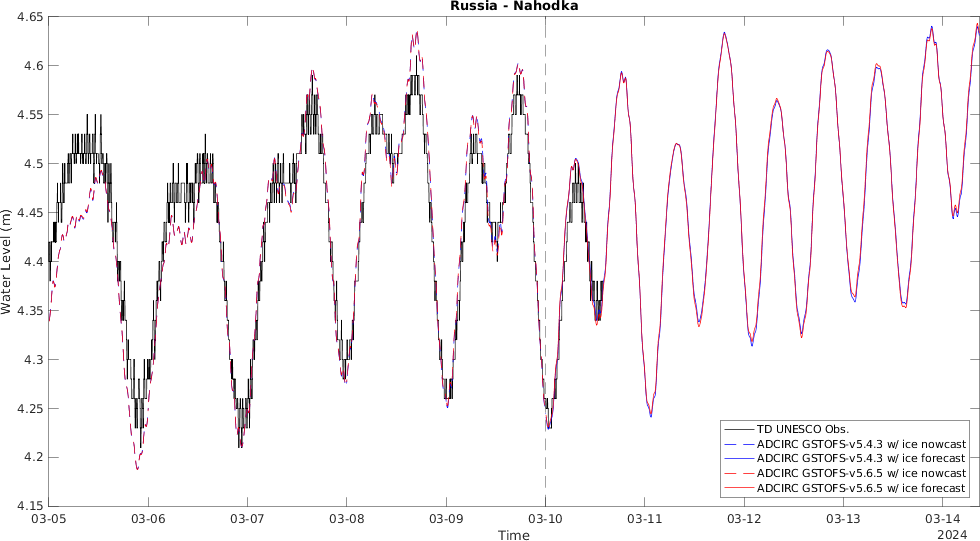 Russia - Nahodka
4.65
4.6
4.55
4.5
4.45
4.4
4.35
4.3
4.25
4.2
4.15
Water Level (m)
03-05 03-06 03-07 03-08 03-09 03-10 03-11 03-12 03-13 03-14
Time
2024
TD UNESCO Obs.
ADCIRC GSTOFS-v5.4.3 w/ ice nowcast
ADCIRC GSTOFS-v5.4.3 w/ ice forecast
ADCIRC GSTOFS-v5.6.5 w/ ice nowcast
ADCIRC GSTOFS-v5.6.5 w/ ice forecast